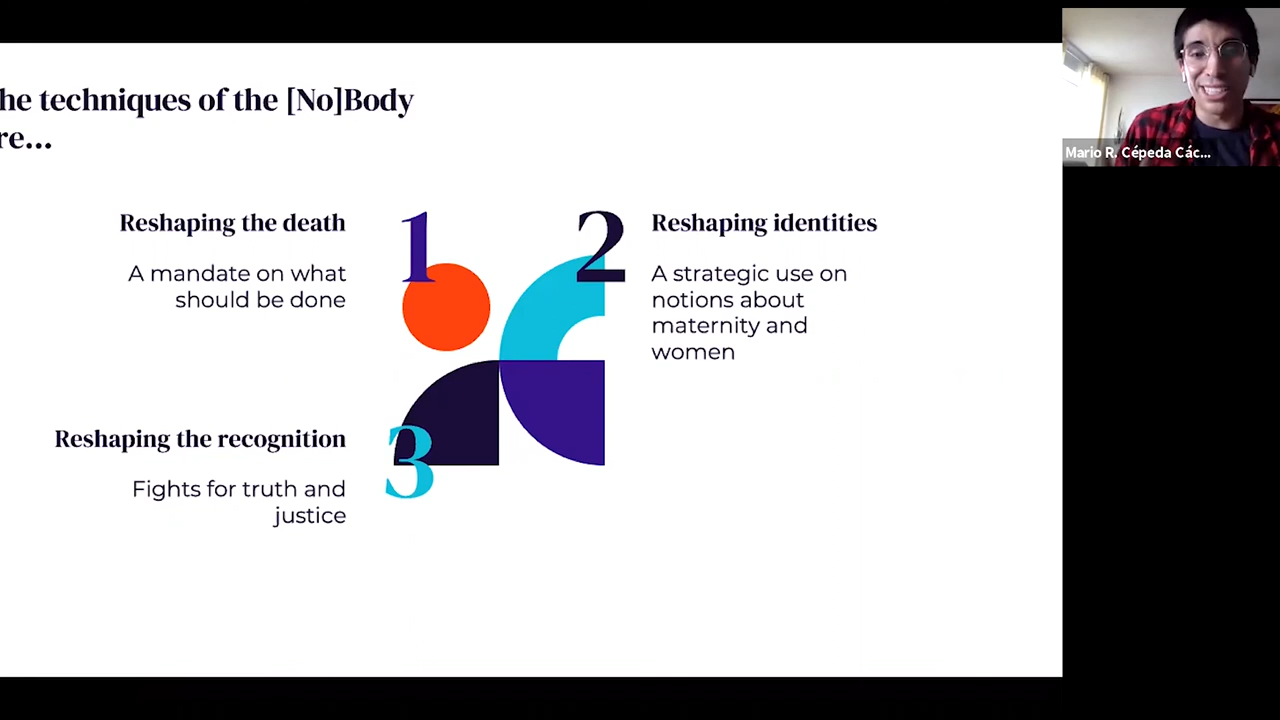 he techniques of the [No]Body
re...
Reshaping the death
A mandate on what
should be done
1
2
Reshaping identities
A strategic use on
notions about
maternity and
women
Reshaping the recognition
Fights for truth and
justice
3
Mario R. Cépeda Các...